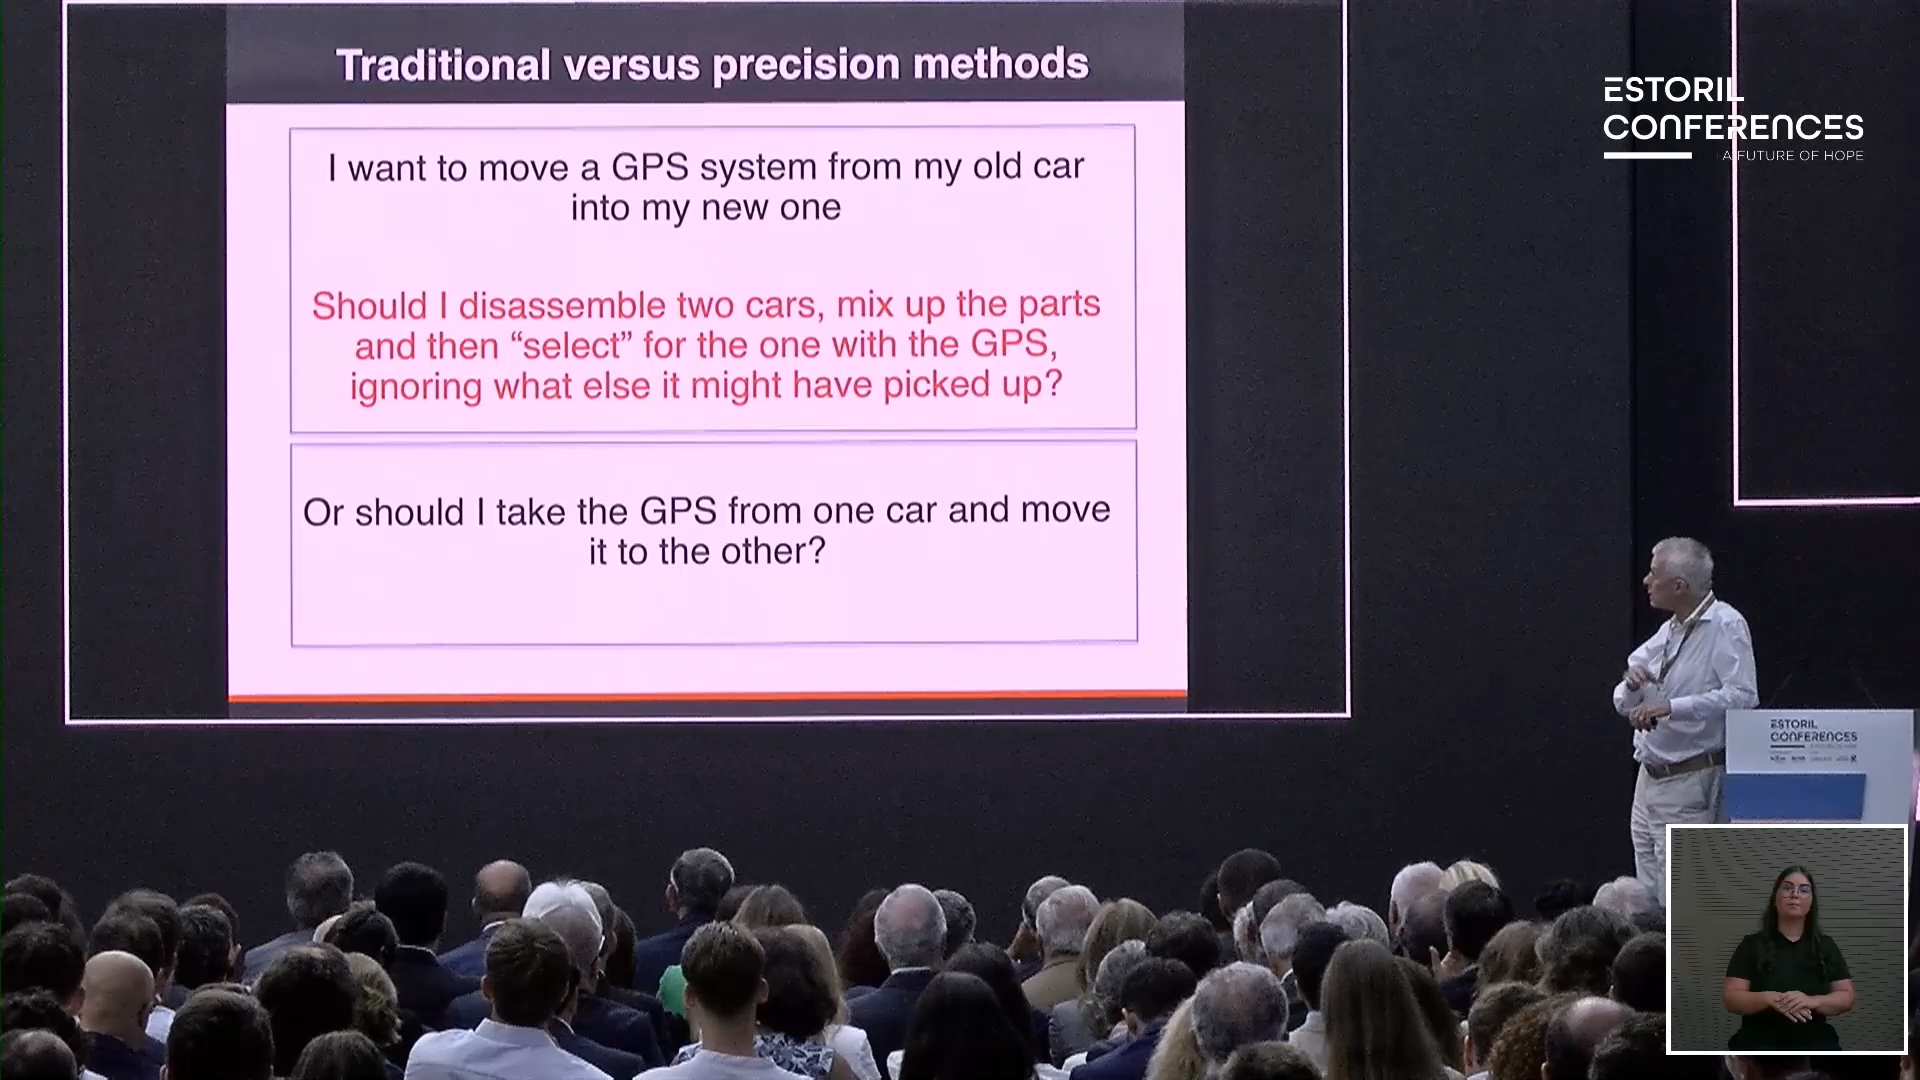 Traditional versus precision methods
I want to move a GPS system from my old car
into my new one
Should I disassemble two cars, mix up the parts
and then “select” for the one with the GPS,
ignoring what else it might have picked up?
Or should I take the GPS from one car and move
it to the other?
ESTORIL
CONFERENCES
A FUTURE OF HOPE
ESTORIL
CONFERENCES